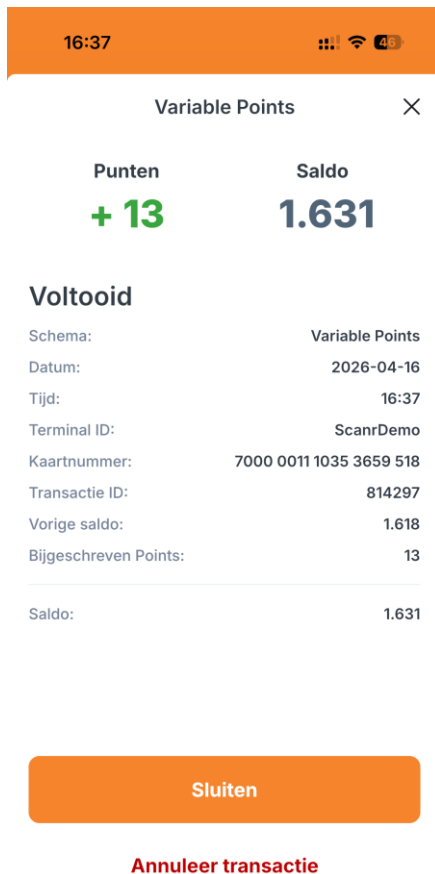 16:37
46
Variable Points
Punten Saldo
+ 13 1.631
Voltooid
Schema: Variable Points
Datum: 2026-04-16
Tijd: 16:37
Terminal ID: ScanrDemo
Kaartnummer: 7000 0011 1035 3659 518
Transactie ID: 814297
Vorige saldo: 1.618
Bijgeschreven Points: 13
Saldo: 1.631
Sluiten
Annuleer transactie